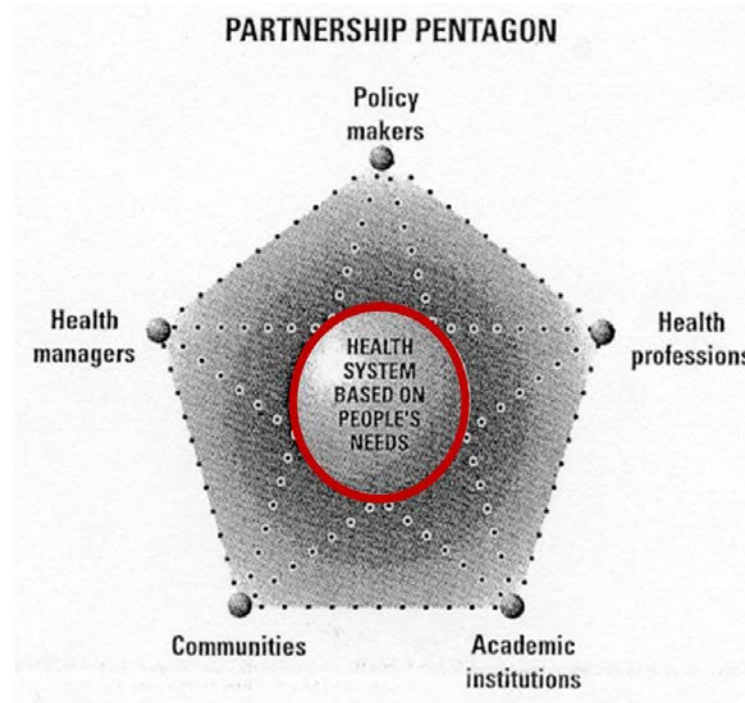 PARTNERSHIP PENTAGON
Policy
makers
Health
managers
Health
professions
HEALTH
SYSTEM
BASED ON
PEOPLE'S
NEEDS
Communities
Academic
institutions